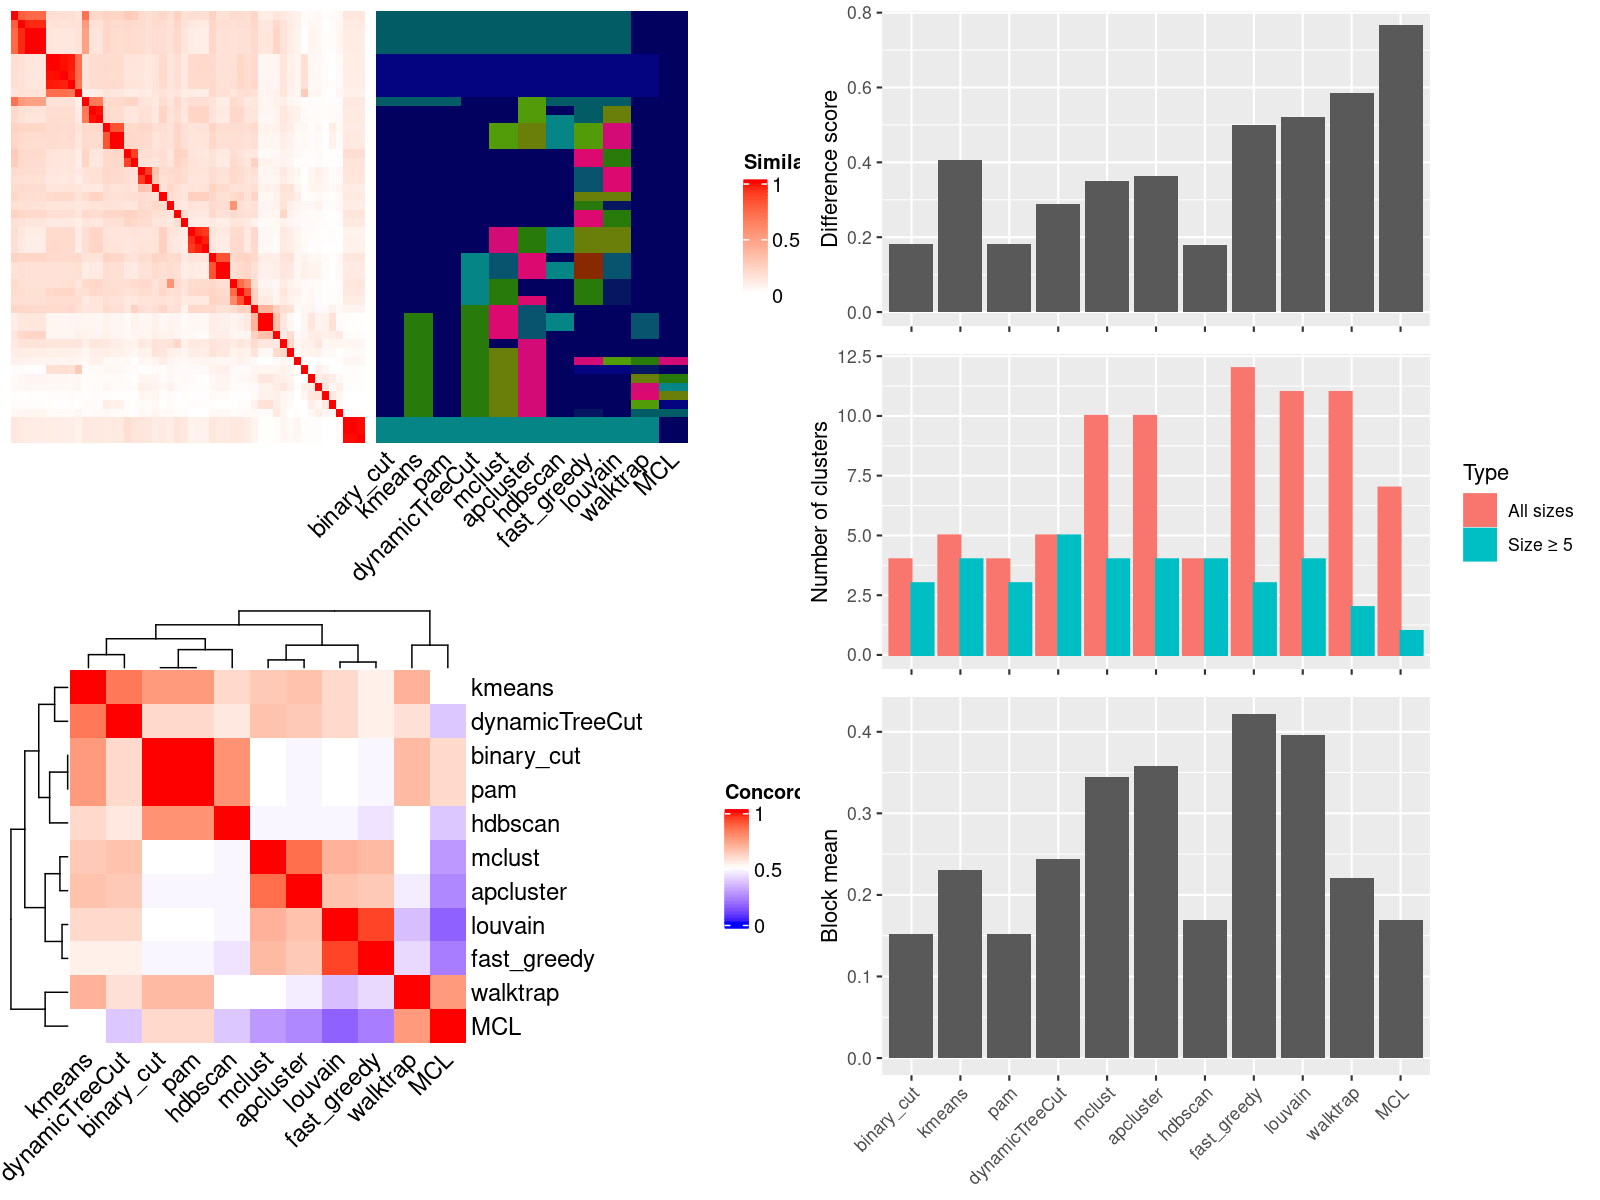 Simila
1
0.5
0
binary_cut
kmeans
pam
dynamicTreeCut
mclust
apcluster
hdbscan
fast_greedy
louvain
walktrap
MCL
kmeans
dynamicTreeCut
binary_cut
pam
hdbscan
mclust
apcluster
louvain
fast_greedy
walktrap
MCL
kmeans
dynamicTreeCut
binary_cut
pam
hdbscan
mclust
apcluster
louvain
fast_greedy
walktrap
MCL
Concord
1
0.5
0
Difference score
0.8
0.6
0.4
0.2
0.0
Number of clusters
12.5
10.0
7.5
5.0
2.5
0.0
Type
All sizes
Size ≥ 5
Block mean
0.4
0.3
0.2
0.1
0.0
binary_cut
kmeans
pam
dynamicTreeCut
mclust
apcluster
hdbscan
fast_greedy
louvain
walktrap
MCL